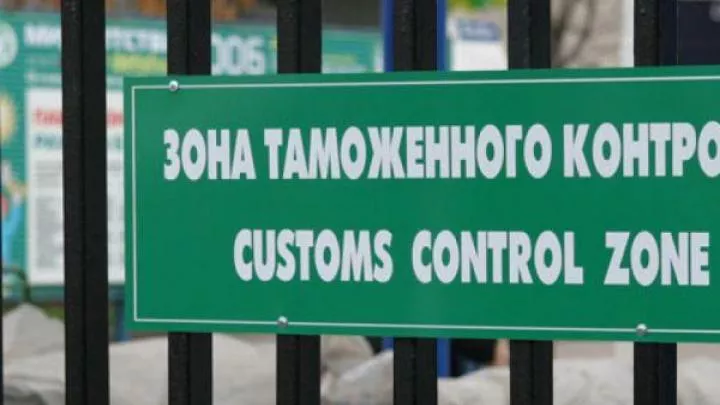 ЗОНА ТАМОЖЕННОГО КОНТРО
CUSTOMS CONTROL ZONE